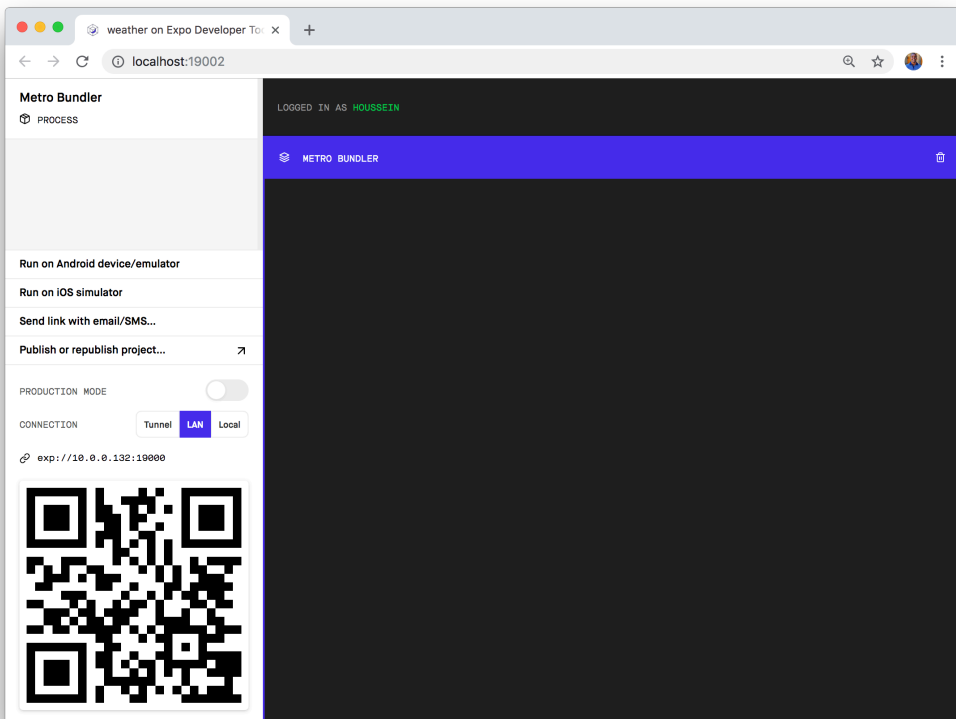 weather on Expo Developer Too
localhost:19002
Metro Bundler
PROCESS
LOGGED IN AS HOUSSEIN
METRO BUNDLER
Run on Android device/emulator
Run on iOS simulator
Send link with email/SMS...
Publish or republish project...
PRODUCTION MODE
CONNECTION Tunnel LAN Local
exp://10.0.0.132:19000